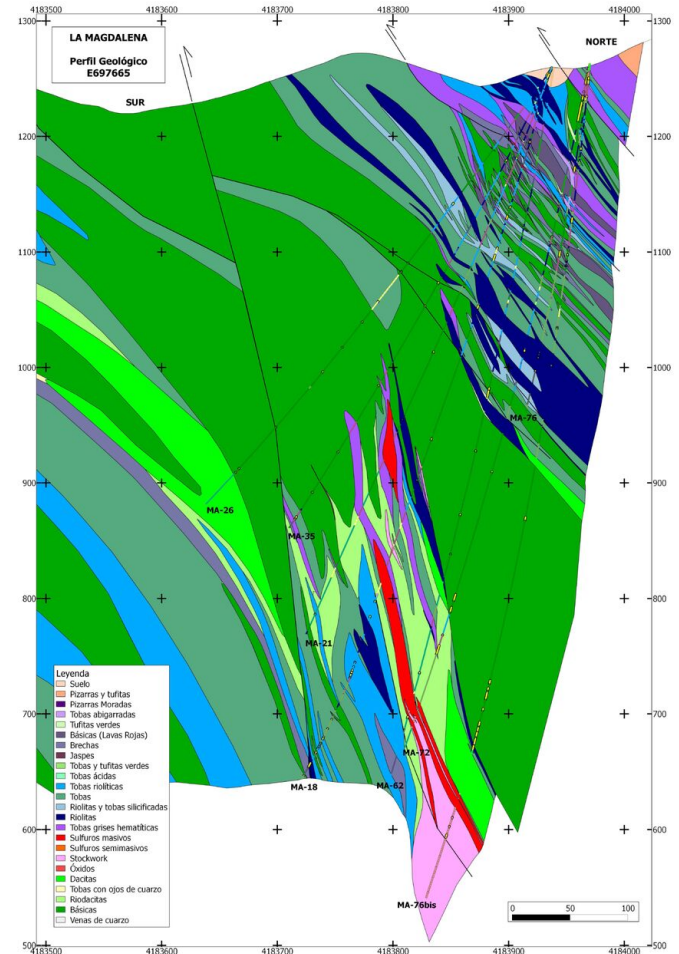 4183500 4183600 4183700 4183800 4183900 4184000
1300 1300
LA MAGDALENA
Perfil Geológico
E697665
NORTE
SUR
1200 1200
1100 1100
1000 1000
MA-76
900 900
MA-26
MA-35
800 800
MA-21
700 700
MA-72
MA-18
MA-62
600 600
MA-76bis
500 500
Leyenda
Suelo
Pizarras y tufitas
Pizarras Moradas
Tobas abigarradas
Tufitas verdes
Básicas (Lavas Rojas)
Brechas
Jaspes
Tobas y tufitas verdes
Tobas ácidas
Tobas riolíticas
Tobas
Riolitas y tobas silicificadas
Riolitas
Tobas grises hematíticas
Sulfuros masivos
Sulfuros semimasivos
Stockwork
Óxidos
Dacitas
Tobas con ojos de cuarzo
Riodacitas
Básicas
Venas de cuarzo
0 50 100
4183500 4183600 4183700 4183800 4183900 4184000